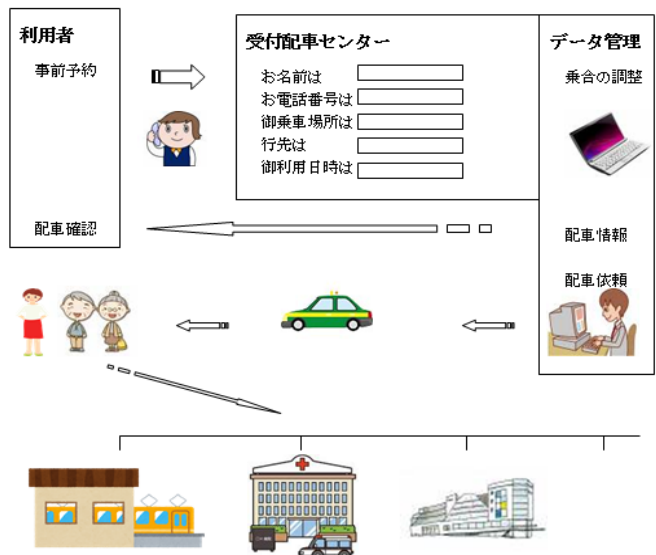 利用者
事前予約
配車確認
受付配車センター
お名前は
お電話番号は
御乗車場所は
行先は
御利用日時は
データ管理
乗合の調整
配車情報
配車依頼